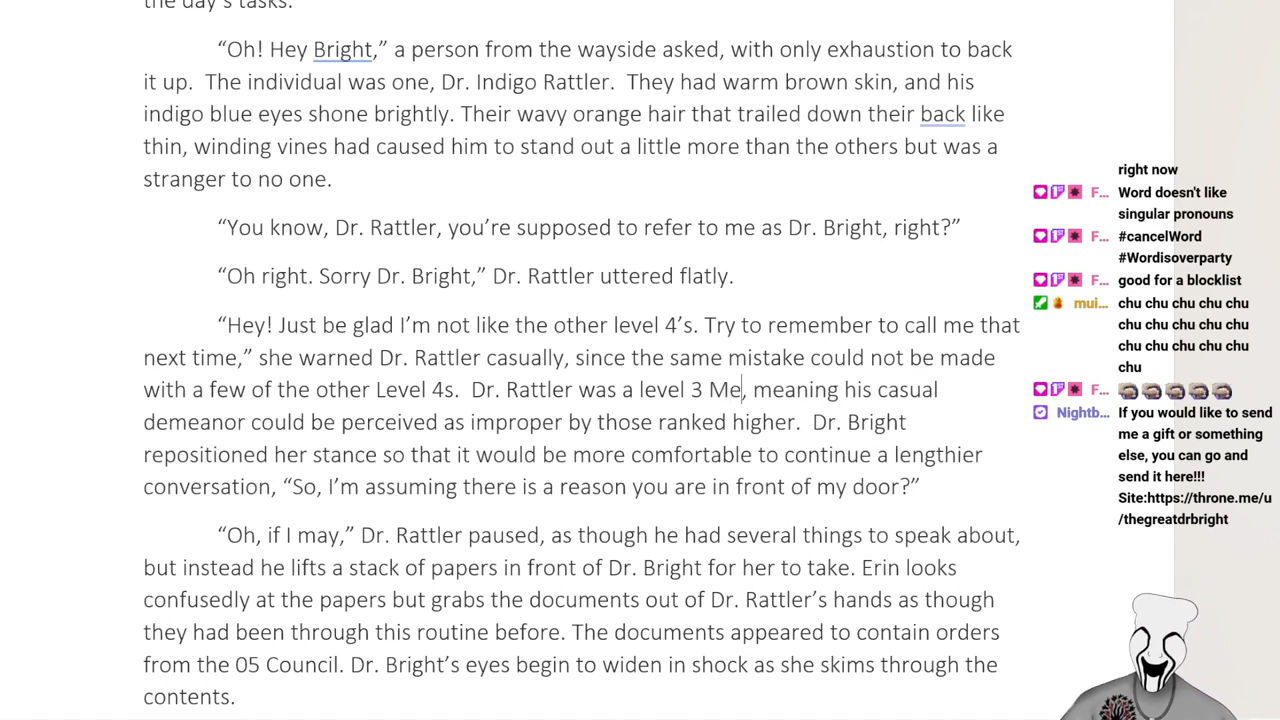 the day's tasks.
“Oh! Hey Bright,” a person from the wayside asked, with only exhaustion to back
it up.  The individual was one, Dr. Indigo Rattler.  They had warm brown skin, and his
indigo blue eyes shone brightly. Their wavy orange hair that trailed down their back like
thin, winding vines had caused him to stand out a little more than the others but was a
stranger to no one.
“You know, Dr. Rattler, you’re supposed to refer to me as Dr. Bright, right?”
“Oh right. Sorry Dr. Bright,” Dr. Rattler uttered flatly.
“Hey! Just be glad I’m not like the other level 4’s. Try to remember to call me that
next time,” she warned Dr. Rattler casually, since the same mistake could not be made
with a few of the other Level 4s.  Dr. Rattler was a level 3 Me, meaning his casual
demeanor could be perceived as improper by those ranked higher.  Dr. Bright
repositioned her stance so that it would be more comfortable to continue a lengthier
conversation, “So, I’m assuming there is a reason you are in front of my door?”
“Oh, if I may,” Dr. Rattler paused, as though he had several things to speak about,
but instead he lifts a stack of papers in front of Dr. Bright for her to take. Erin looks
confusedly at the papers but grabs the documents out of Dr. Rattler’s hands as though
they had been through this routine before. The documents appeared to contain orders
from the 05 Council. Dr. Bright’s eyes begin to widen in shock as she skims through the
contents.
right now
F... Word doesn't like
singular pronouns
F... #cancelWord
#Wordisoverparty
F... good for a blocklist
mui... chu chu chu chu chu
chu chu chu chu chu
chu chu chu chu chu
chu
F...
Nightb... If you would like to send
me a gift or something
else, you can go and
send it here!!!
Site:https://throne.me/u
/thegreatdrbright